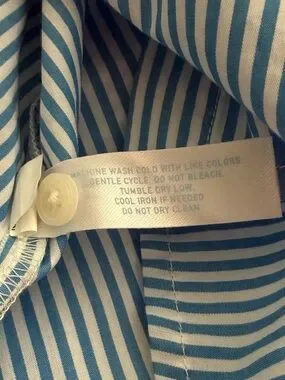 MACHINE WASH COLD WITH LIKE COLORS
GENTLE CYCLE. DO NOT BLEACH.
TUMBLE DRY LOW.
COOL IRON IF NEEDED
DO NOT DRY CLEAN